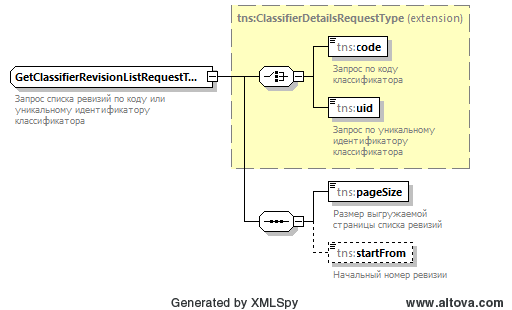 tns:ClassifierDetailsRequestType (extension)
GetClassifierRevisionListRequestT...
Запрос списка ревизий по коду или
уникальному идентификатору
классификатора
tns:code
Запрос по коду
классификатора
tns:uid
Запрос по уникальному
идентификатору
классификатора
tns:pageSize
Размер выгружаемой
страницы списка ревизий
tns:startFrom
Начальный номер ревизии
Generated by XMLSpy
www.altova.com